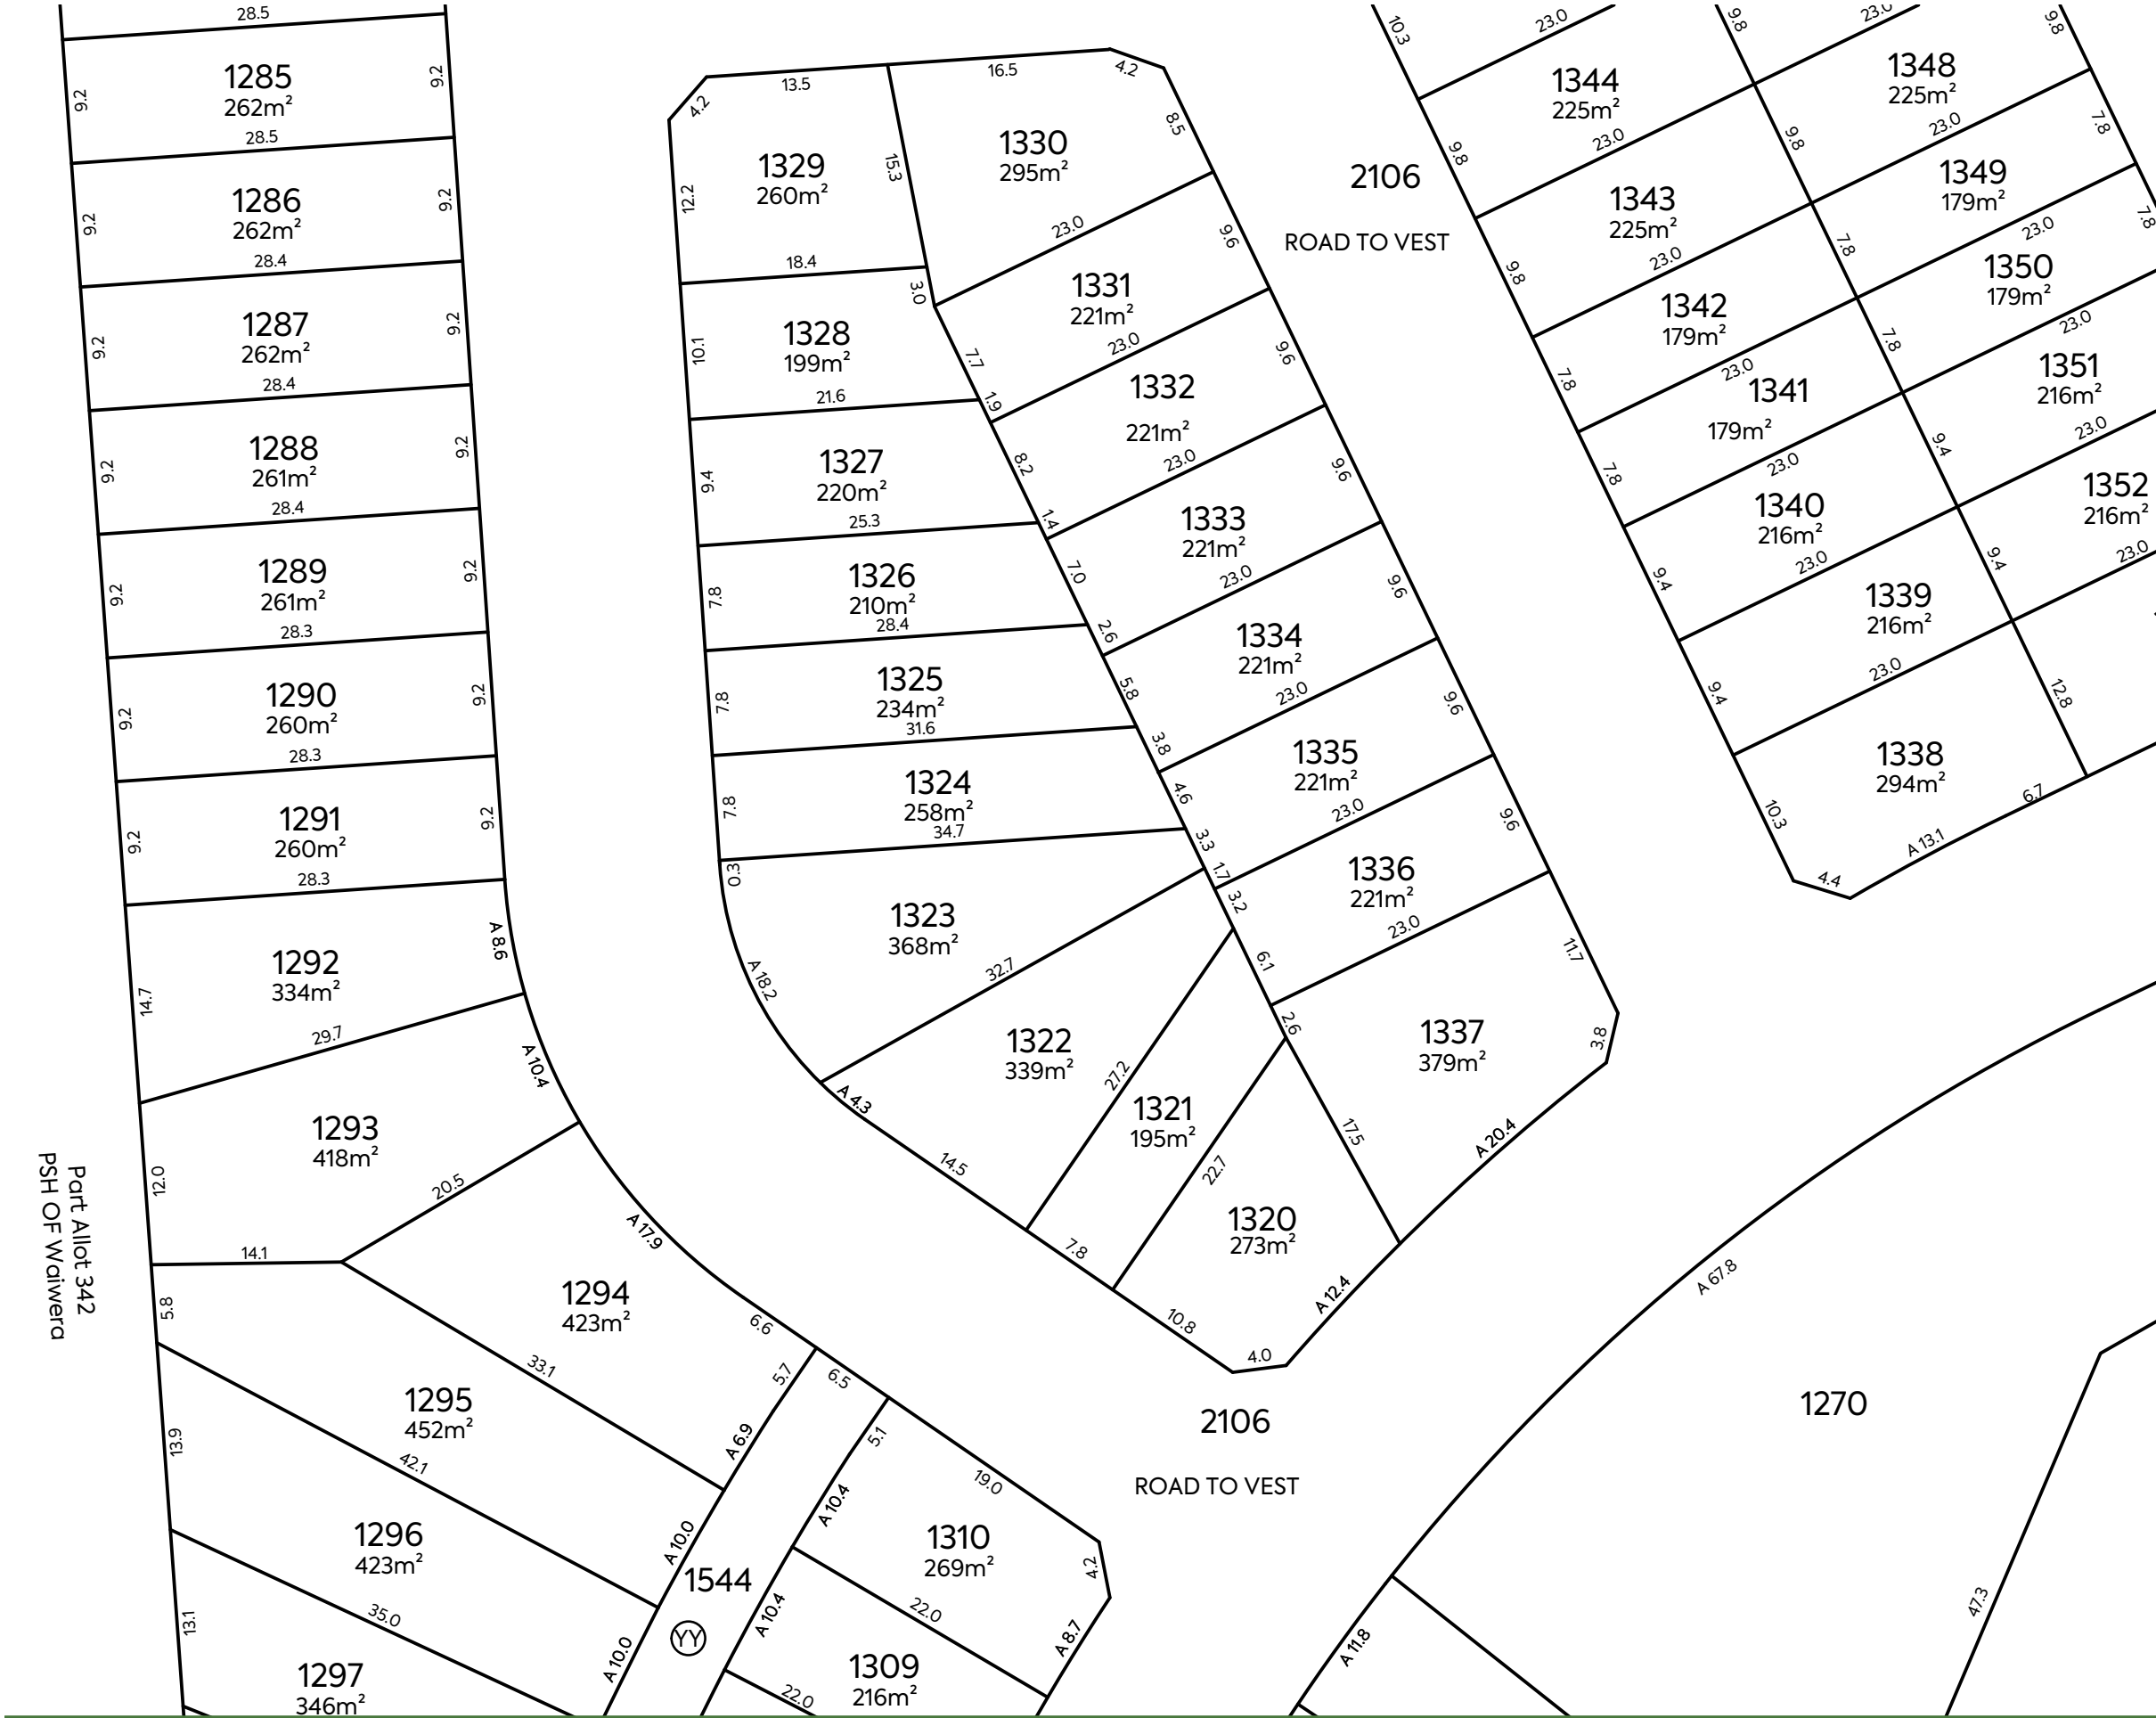 28.5
9.2
1285
262m²
9.2
28.5
9.2
1286
262m²
9.2
28.4
9.2
1287
262m²
9.2
28.4
9.2
1288
261m²
9.2
28.4
9.2
1289
261m²
9.2
28.3
9.2
1290
260m²
9.2
28.3
9.2
1291
260m²
9.2
28.3
A 8.6
14.7
1292
334m²
29.7
A 10.4
12.0
1293
418m²
20.5
14.1
Part Allot 342
PSH OF Waiwera
5.8
A 17.9
1294
423m²
6.6
33.1
5.7
A 6.9
1295
452m²
13.9
42.1
A 10.0
1296
423m²
13.1
35.0
A 10.0
1297
346m²
1544
YY
6.5
5.1
A 10.4
A 10.4
19.0
1310
269m²
4.2
22.0
A 8.7
1309
216m²
22.0
4.2
13.5
16.5
4.2
1329
260m²
12.2
15.3
18.4
1330
295m²
8.5
23.0
3.0
1328
199m²
10.1
7.7
21.6
1331
221m²
9.6
23.0
1.9
1327
220m²
9.4
8.2
25.3
1332
221m²
9.6
23.0
1.4
1326
210m²
7.8
7.0
28.4
1333
221m²
9.6
23.0
2.6
1325
234m²
7.8
5.8
31.6
1334
221m²
9.6
23.0
3.8
1324
258m²
7.8
4.6
34.7
1335
221m²
9.6
23.0
3.3
1.7
0.3
1323
368m²
A 18.2
32.7
3.2
1336
221m²
9.6
23.0
6.1
1322
339m²
A 4.3
14.5
27.2
2.6
1337
379m²
11.7
3.8
A 20.4
17.5
1321
195m²
7.8
22.7
1320
273m²
10.8
4.0
A 12.4
2106
ROAD TO VEST
2106
ROAD TO VEST
10.3
23.0
9.8
23.0
9.8
1344
225m²
9.8
23.0
9.8
1348
225m²
23.0
7.8
1343
225m²
9.8
23.0
7.8
1349
179m²
23.0
7.8
1342
179m²
7.8
23.0
7.8
1350
179m²
23.0
1341
179m²
7.8
23.0
9.4
1351
216m²
23.0
1340
216m²
9.4
23.0
9.4
1352
216m²
23.0
1339
216m²
9.4
23.0
12.8
1338
294m²
10.3
6.7
A 13.1
4.4
A 67.8
1270
47.3
A 11.8